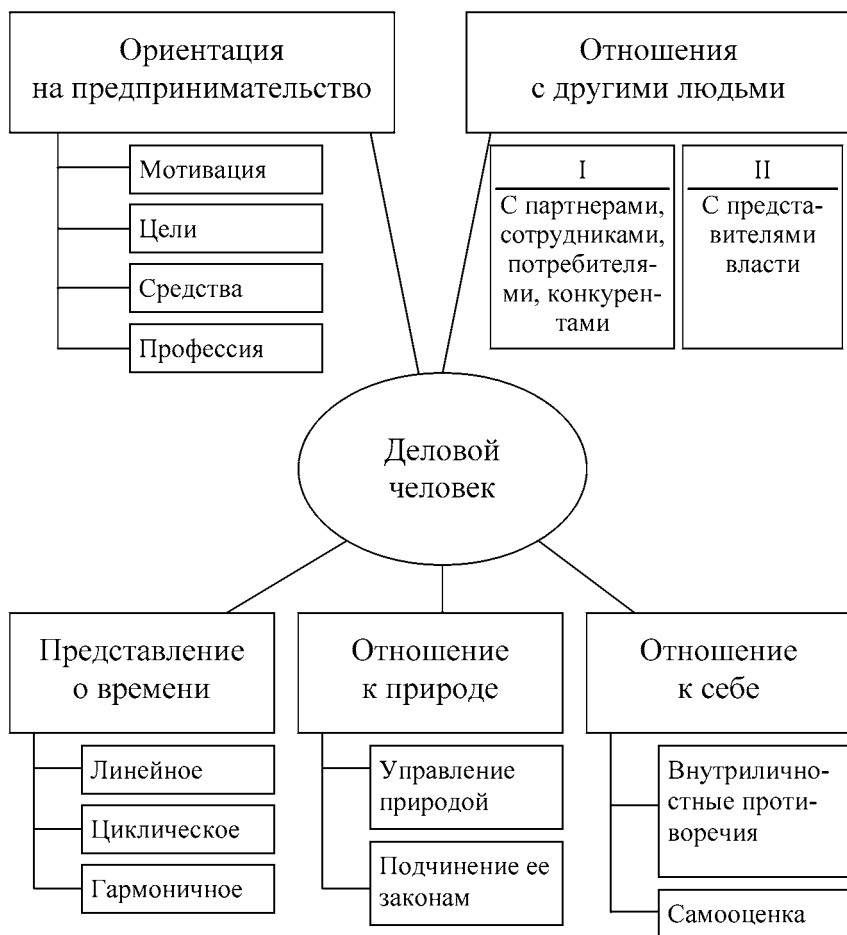 Ориентация
на предпринимательство
Мотивация
Цели
Средства
Профессия
Отношения
с другими людьми
I
С партнерами,
сотрудниками,
потребителя-
ми, конкурен-
тами
II
С предста-
вителями
власти
Деловой
человек
Представление
о времени
Линейное
Циклическое
Гармоничное
Отношение
к природе
Управление
природой
Подчинение ее
законам
Отношение
к себе
Внутрилично-
стные проти-
воречия
Самооценка